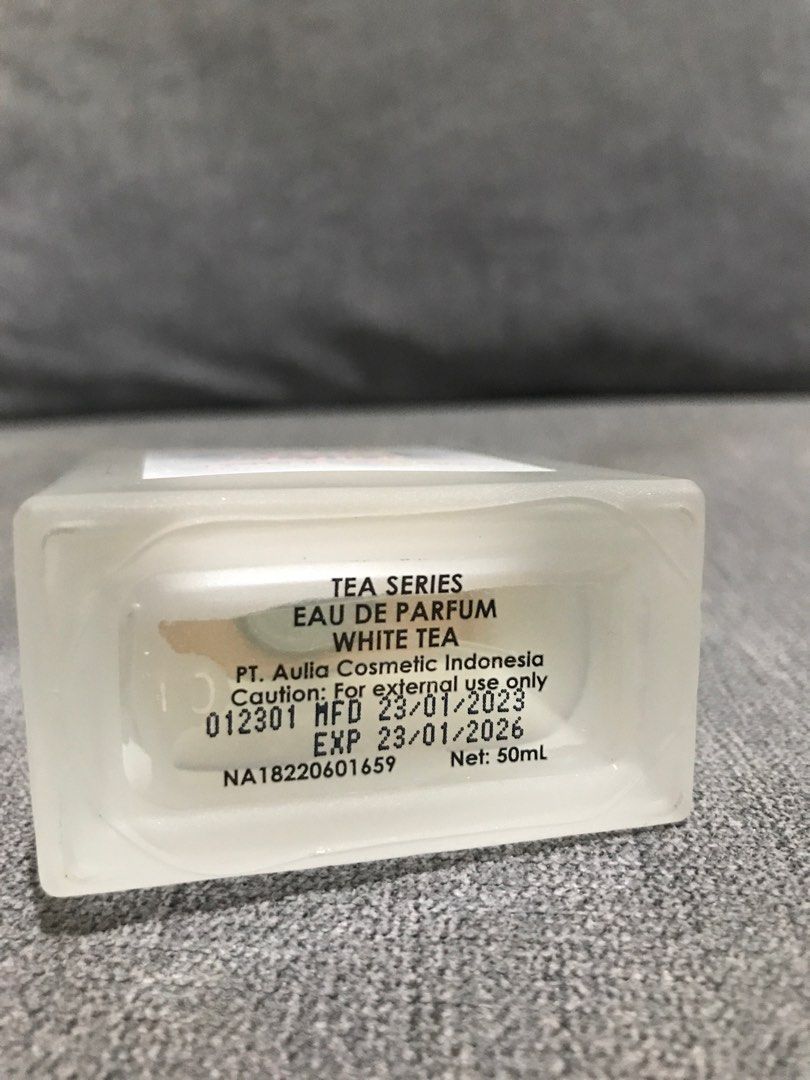 TEA SERIES
EAU DE PARFUM
WHITE TEA
PT. Aulia Cosmetic Indonesia
Caution: For external use only
012301 MFD 23/01/2023
EXP 23/01/2026
NA18220601659 Net: 50mL